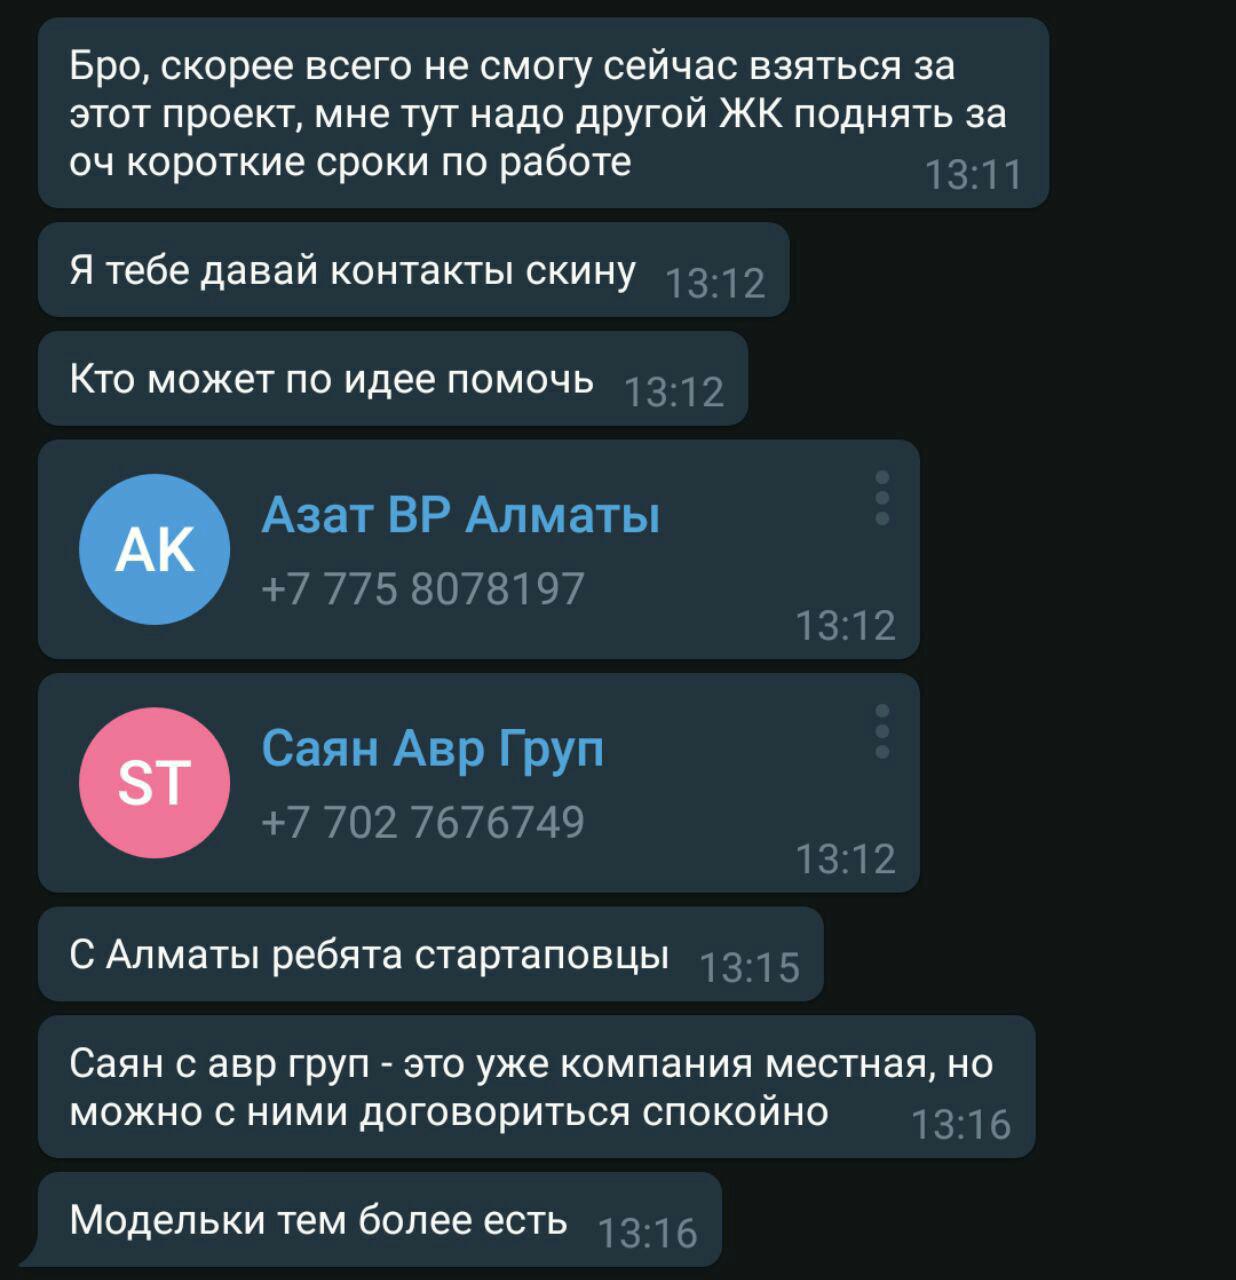 Бро, скорее всего не смогу сейчас взяться за
этот проект, мне тут надо другой ЖК поднять за
оч короткие сроки по работе
13:11
Я тебе давай контакты скину
13:12
Кто может по идее помочь
13:12
AK
Азат ВР Алматы
+7 775 8078197
13:12
ST
Саян Авр Груп
+7 702 7676749
13:12
С Алматы ребята стартаповцы
13:15
Саян с авр груп - это уже компания местная, но
можно с ними договориться спокойно
13:16
Модельки тем более есть
13:16